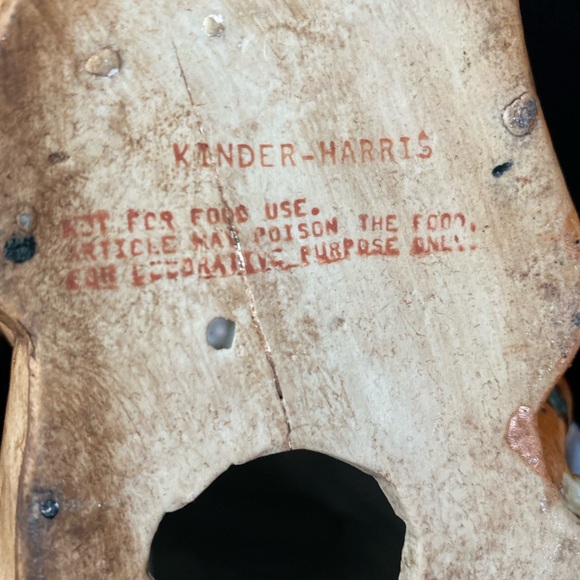 KINDER-HARRIS
NOT FOR FOOD USE.
ARTICLE MAY POISON THE FOOD.
FOR DECORATIVE PURPOSE ONLY.